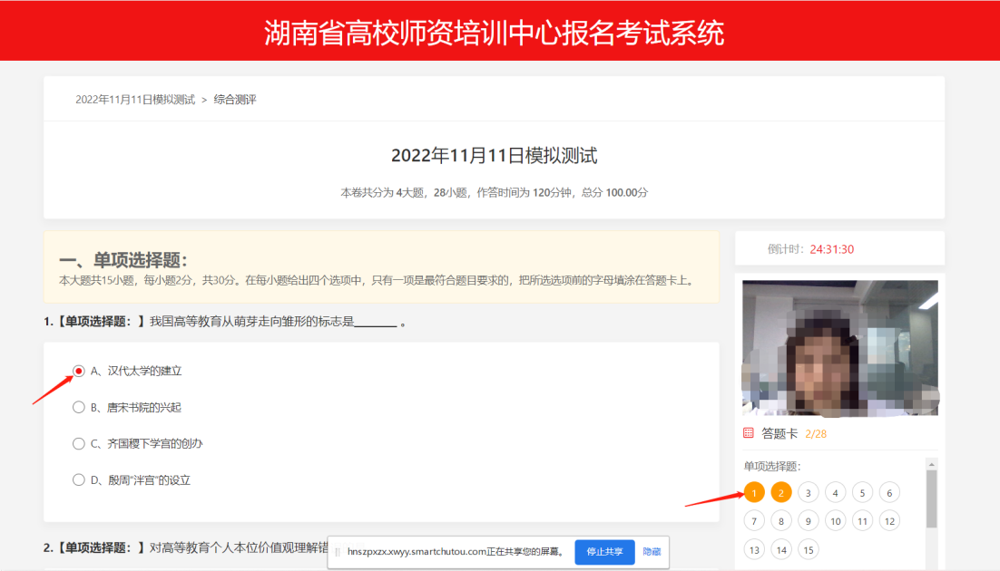 湖南省高校师资培训中心报名考试系统
2022年11月11日模拟测试 > 综合测评
2022年11月11日模拟测试
本卷共分为 4大题，28小题，作答时间为 120分钟，总分 100.00分
一、单项选择题：
本大题共15小题，每小题2分，共30分。在每小题给出四个选项中，只有一项是最符合题目要求的，把所选选项前的字母填涂在答题卡上。
倒计时： 24:31:30
1.【单项选择题：】我国高等教育从萌芽走向雏形的标志是_______ 。
A、汉代太学的建立
B、唐宋书院的兴起
C、齐国稷下学宫的创办
D、殷周“泮宫”的设立
答题卡 2/28
单项选择题：
1 2 3 4 5 6
7 8 9 10 11 12
13 14 15
2.【单项选择题：】对高等教育个人本位价值观理解错
hnszpxzx.xwyy.smartchutou.com正在共享您的屏幕。 停止共享 隐藏